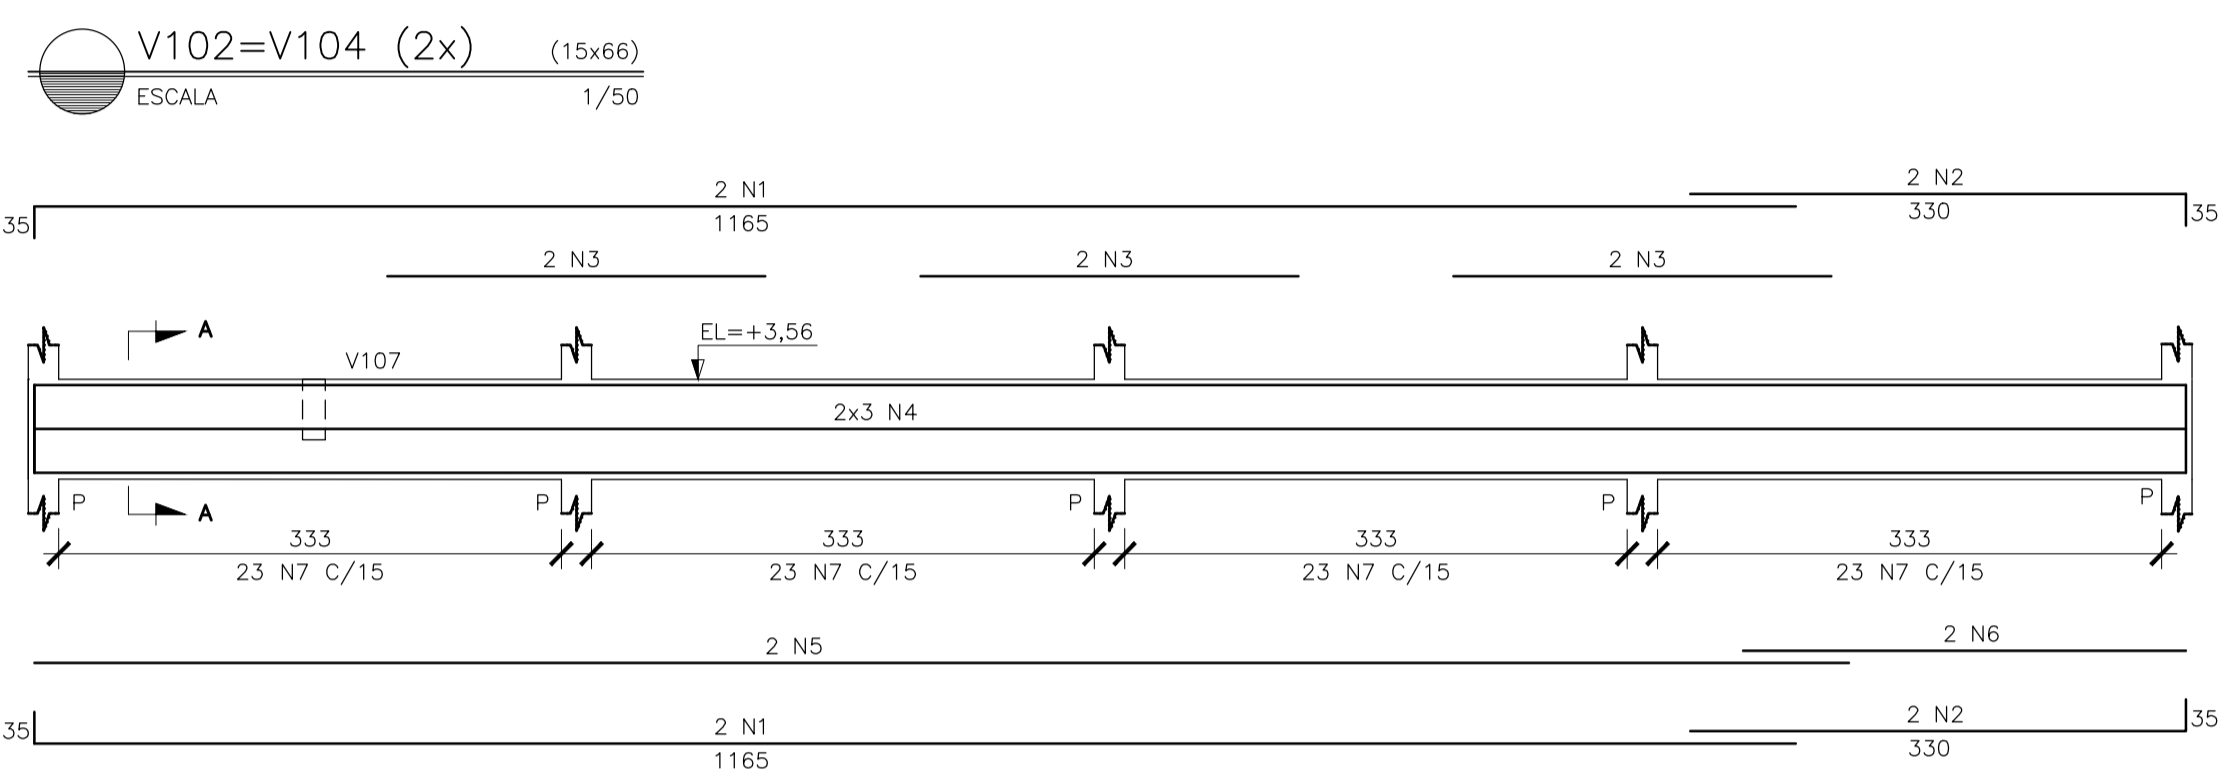 V102=V104 (2x) (15x66)
ESCALA 1/50
2 N1 2 N2
35 1165 330 35
2 N3 2 N3 2 N3
A EL=+3,56
V107
2x3 N4
P A P P P P
333 333 333 333
23 N7 C/15 23 N7 C/15 23 N7 C/15 23 N7 C/15
2 N5 2 N6
2 N1 2 N2
35 1165 330 35